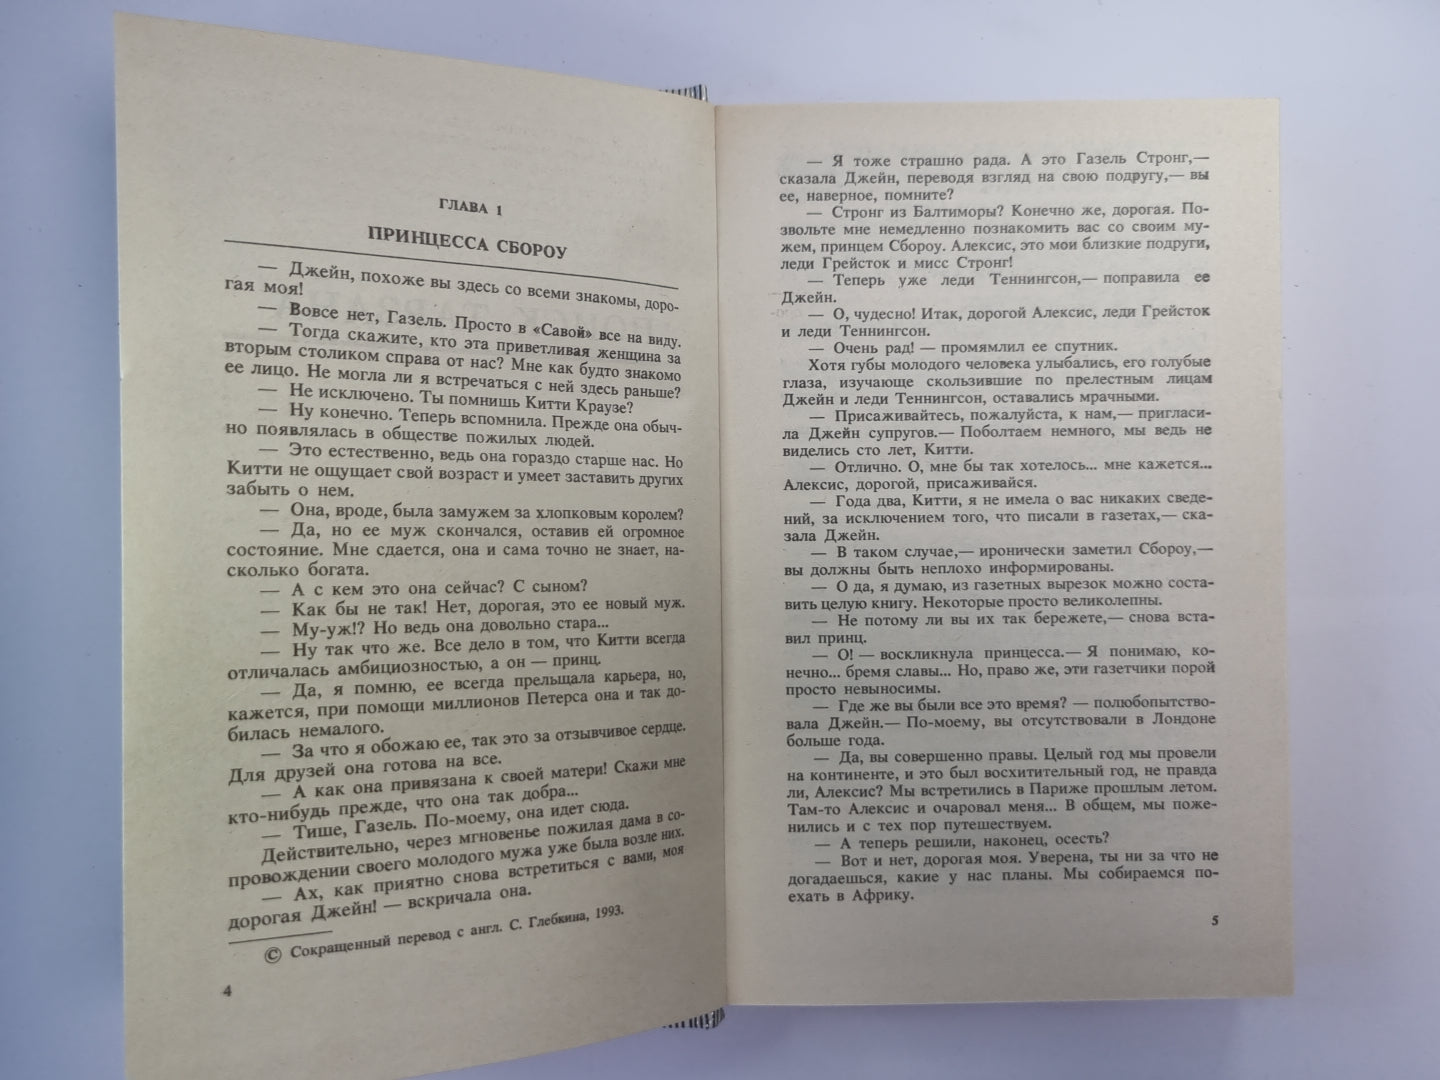 ГЛАВА 1
ПРИНЦЕССА СБОРОУ
— Джейн, похоже вы здесь со всеми знакомы, доро-
гая моя!
— Вовсе нет, Газель. Просто в «Савой» все на виду.
— Тогда скажите, кто эта приветливая женщина за
вторым столиком справа от нас? Мне как будто знакомо
ее лицо. Не могла ли я встречаться с ней здесь раньше?
— Не исключено. Ты помнишь Китти Краузе?
— Ну конечно. Теперь вспомнила. Прежде она обыч-
но появлялась в обществе пожилых людей.
— Это естественно, ведь она гораздо старше нас. Но
Китти не ощущает свой возраст и умеет заставить других
забыть о нем.
— Она, вроде, была замужем за хлопковым королем?
— Да, но ее муж скончался, оставив ей огромное
состояние. Мне сдается, она и сама точно не знает, на-
сколько богата.
— А с кем это она сейчас? С сыном?
— Как бы не так! Нет, дорогая, это ее новый муж.
— Му-уж!? Но ведь она довольно стара...
— Ну так что же. Все дело в том, что Китти всегда
отличалась амбициозностью, а он — принц.
— Да, я помню, ее всегда прельщала карьера, но,
кажется, при помощи миллионов Петерса она и так до-
билась немалого.
— За что я обожаю ее, так это за отзывчивое сердце.
Для друзей она готова на все.
— А как она привязана к своей матери! Скажи мне
кто-нибудь прежде, что она так добра...
— Тише, Газель. По-моему, она идет сюда.
Действительно, через мгновенье пожилая дама в со-
провождении своего молодого мужа уже была возле них.
— Ах, как приятно снова встретиться с вами, моя
дорогая Джейн! — вскричала она.
© Сокращенный перевод с англ. С. Глебкина, 1993.
4
— Я тоже страшно рада. А это Газель Стронг,—
сказала Джейн, переводя взгляд на свою подругу,— вы
ее, наверное, помните?
— Стронг из Балтиморы? Конечно же, дорогая. По-
звольте мне немедленно познакомить вас со своим му-
жем, принцем Сбороу. Алексис, это мои близкие подруги,
леди Грейсток и мисс Стронг!
— Теперь уже леди Теннингсон,— поправила ее
Джейн.
— О, чудесно! Итак, дорогой Алексис, леди Грейсток
и леди Теннингсон.
— Очень рад! — промямлил ее спутник.
Хотя губы молодого человека улыбались, его голубые
глаза, изучающе скользившие по прелестным лицам
Джейн и леди Теннингсон, оставались мрачными.
— Присаживайтесь, пожалуйста, к нам,— пригласи-
ла Джейн супругов.— Поболтаем немного, мы ведь не
виделись сто лет, Китти.
— Отлично. О, мне бы так хотелось... мне кажется...
Алексис, дорогой, присаживайся.
— Года два, Китти, я не имела о вас никаких сведе-
ний, за исключением того, что писали в газетах,— ска-
зала Джейн.
— В таком случае,— иронически заметил Сбороу,—
вы должны быть неплохо информированы.
— О да, я думаю, из газетных вырезок можно соста-
вить целую книгу. Некоторые просто великолепны.
— Не потому ли вы их так бережете,— снова вста-
вил принц.
— О! — воскликнула принцесса.— Я понимаю, ко-
нечно... бремя славы... Но, право же, эти газетчики порой
просто невыносимы.
— Где же вы были все это время? — полюбопытство-
вала Джейн.— По-моему, вы отсутствовали в Лондоне
больше года.
— Да, вы совершенно правы. Целый год мы провели
на континенте, и это был восхитительный год, не правда
ли, Алексис? Мы встретились в Париже прошлым летом.
Там-то Алексис и очаровал меня... В общем, мы поже-
нились и с тех пор путешествуем.
— А теперь решили, наконец, осесть?
— Вот и нет, дорогая моя. Уверена, ты ни за что не
догадаешься, какие у нас планы. Мы собираемся по-
ехать в Африку.
5